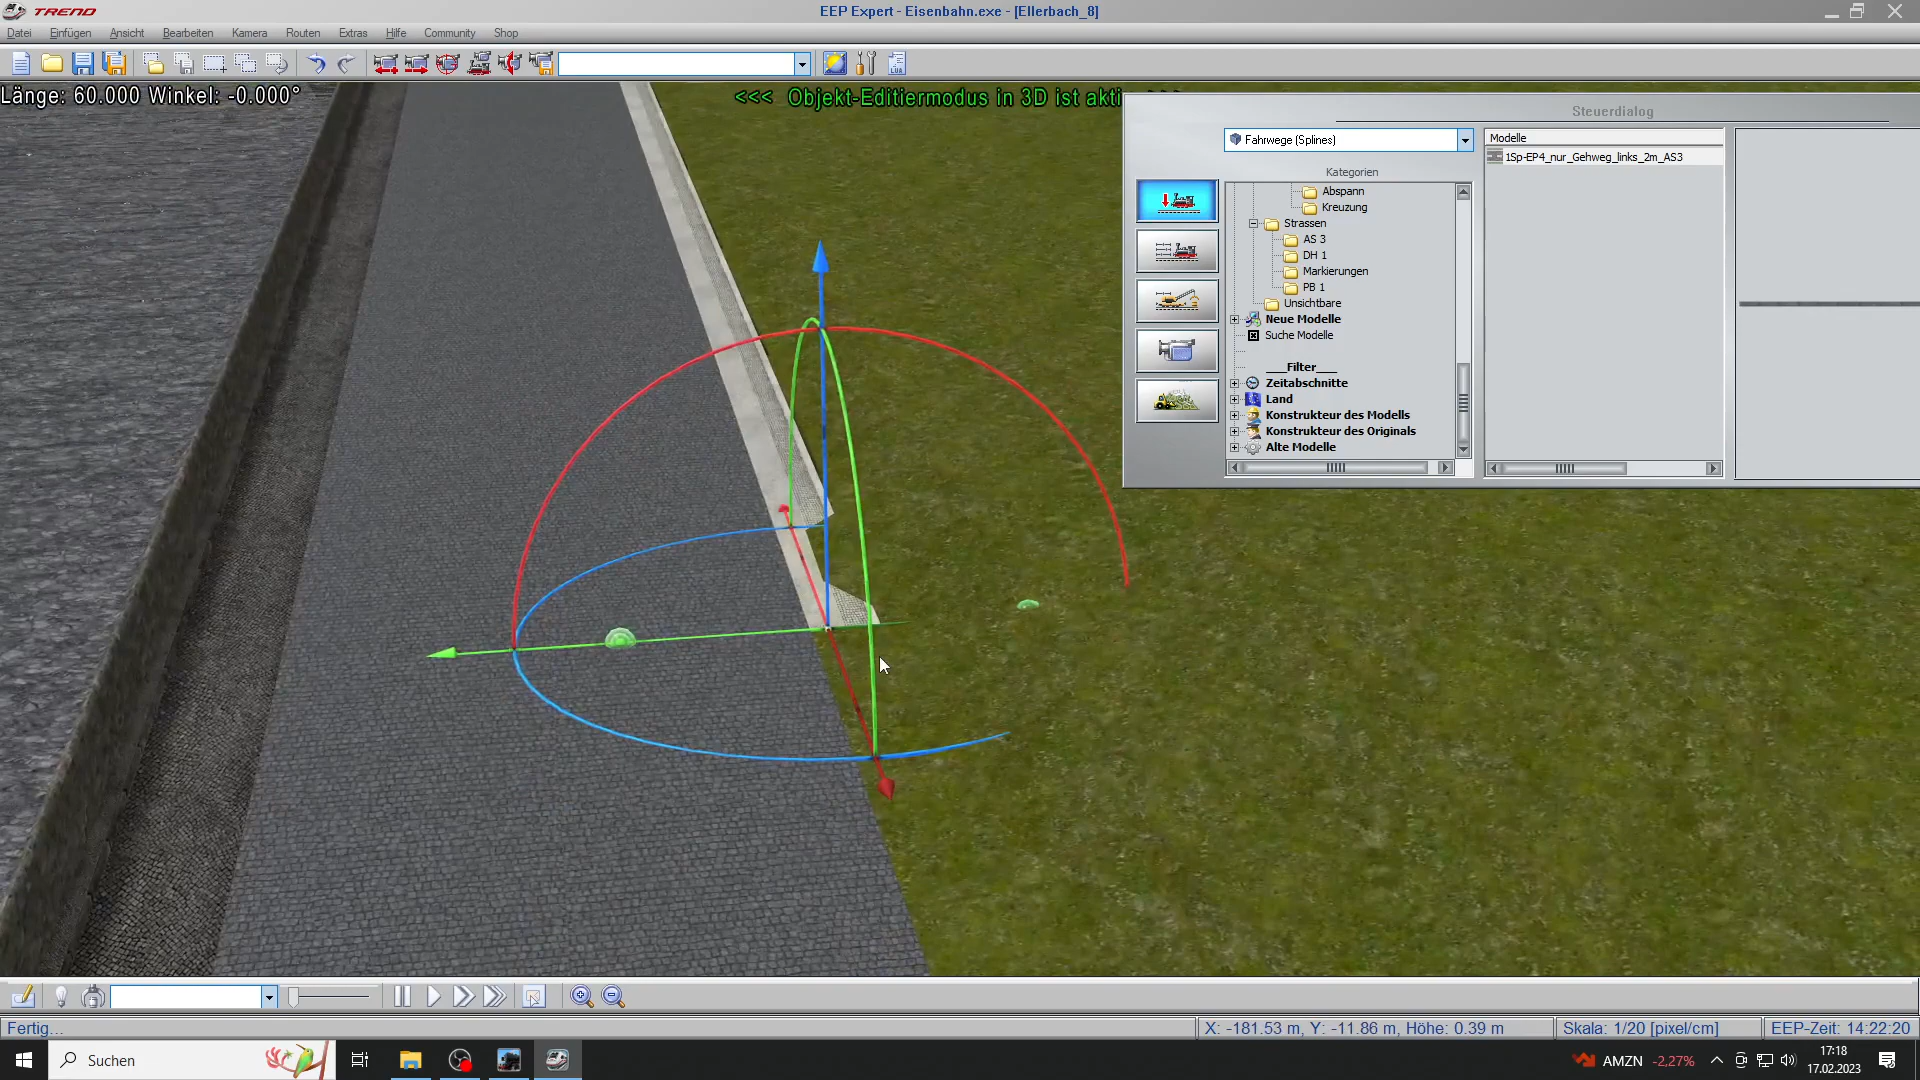 TREND
EEP Expert - Eisenbahn.exe - [Ellerbach_8]
Datei Einfügen Ansicht Bearbeiten Kamera Routen Extras Hilfe Community Shop
LUA
Länge: 60.000 Winkel: -0.000°
<<< Objekt-Editiermodus in 3D ist akti
Steuerdialog
Fahrwege (Splines)
Kategorien
Abspann
Kreuzung
Strassen
AS 3
DH 1
Markierungen
PB 1
Unsichtbare
Neue Modelle
Suche Modelle
___Filter___
Zeitabschnitte
Land
Konstrukteur des Modells
Konstrukteur des Originals
Alte Modelle
Modelle
1Sp-EP4_nur_Gehweg_links_2m_AS3
Fertig...
X: -181.53 m, Y: -11.86 m, Höhe: 0.39 m
Skala: 1/20 [pixel/cm]
EEP-Zeit: 14:22:20
Suchen
AMZN -2,27%
17:18
17.02.2023